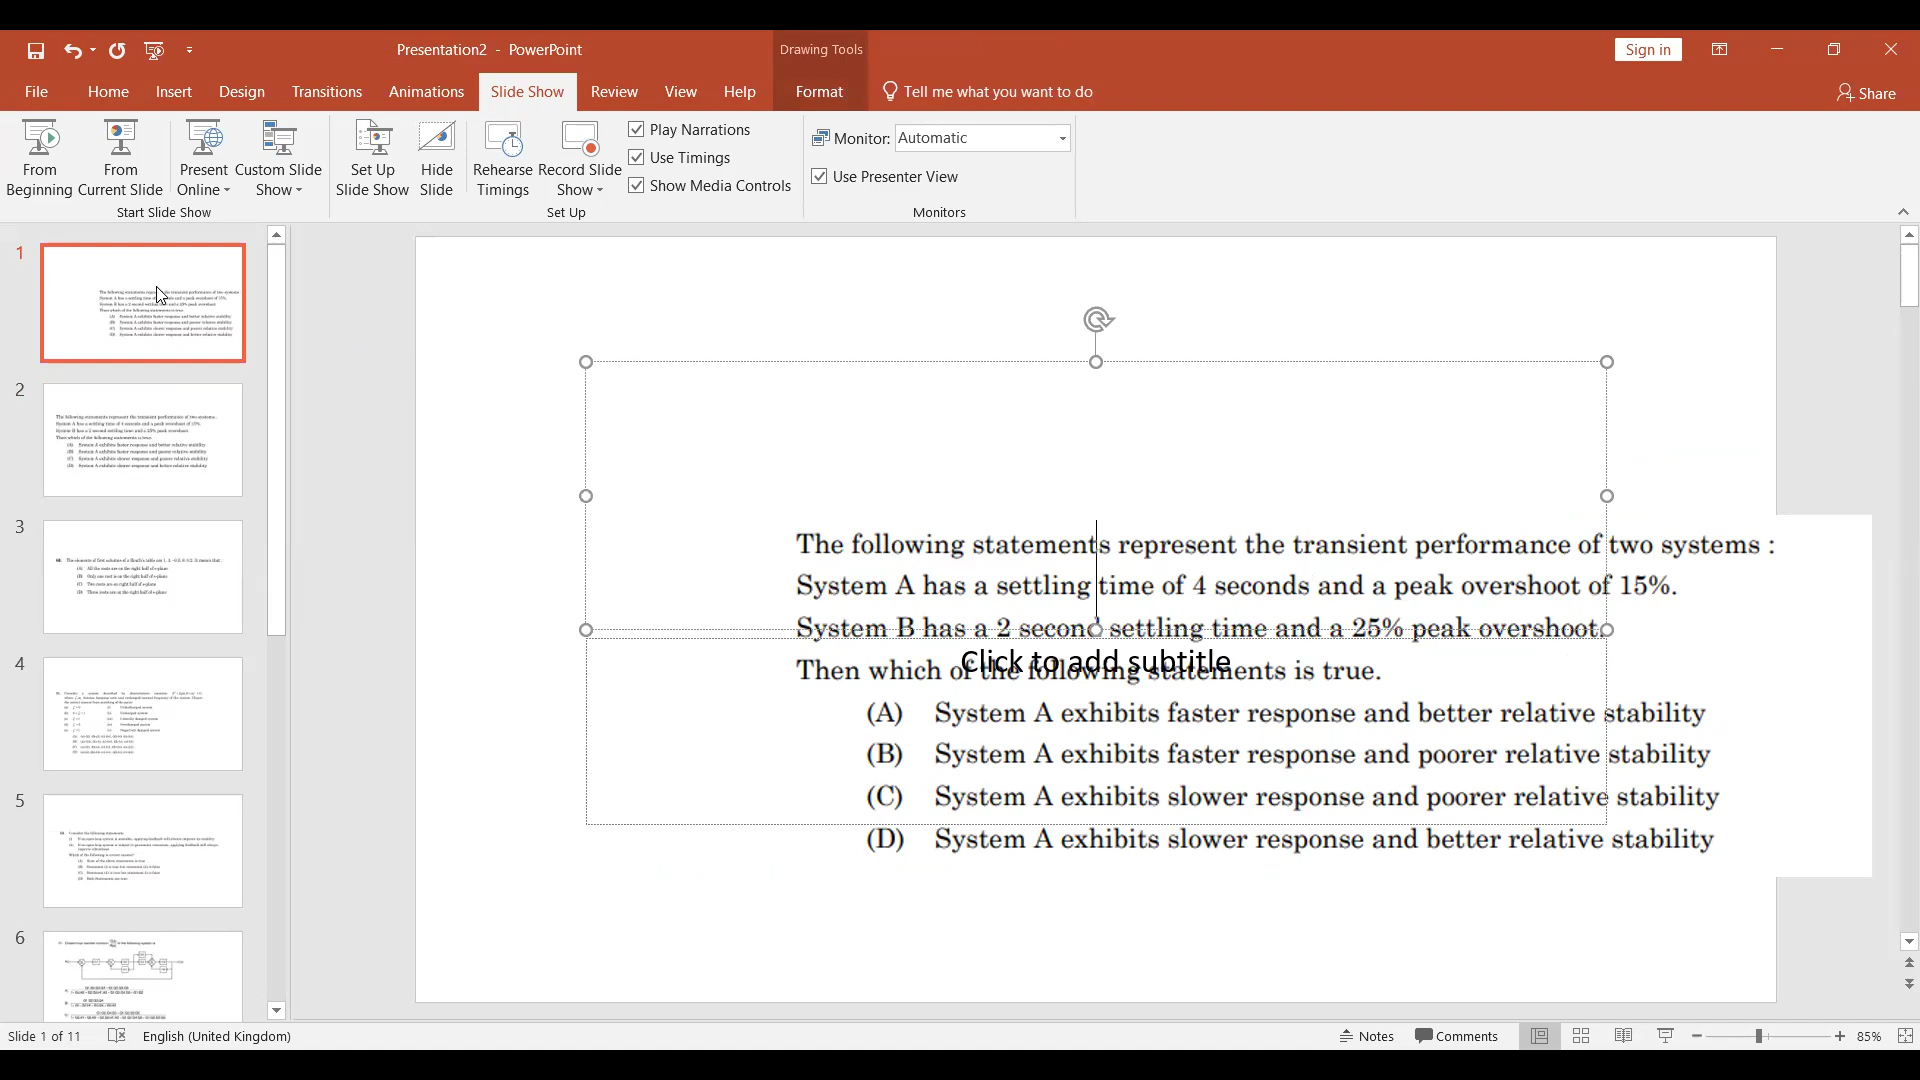 Presentation2 - PowerPoint
Drawing Tools
Sign in
File Home Insert Design Transitions Animations Slide Show Review View Help Format Tell me what you want to do Share
From Beginning
From Current Slide
Present Online
Custom Slide Show
Set Up Slide Show
Hide Slide
Rehearse Timings
Record Slide Show
Play Narrations
Use Timings
Show Media Controls
Monitor: Automatic
Use Presenter View
Start Slide Show
Set Up
Monitors
1
2
3
4
5
6
The following statements represent the transient performance of two systems :
System A has a settling time of 4 seconds and a peak overshoot of 15%.
System B has a 2 second settling time and a 25% peak overshoot.
Click to add subtitle
Then which of the following statements is true.
(A) System A exhibits faster response and better relative stability
(B) System A exhibits faster response and poorer relative stability
(C) System A exhibits slower response and poorer relative stability
(D) System A exhibits slower response and better relative stability
Slide 1 of 11
English (United Kingdom)
Notes
Comments
85%